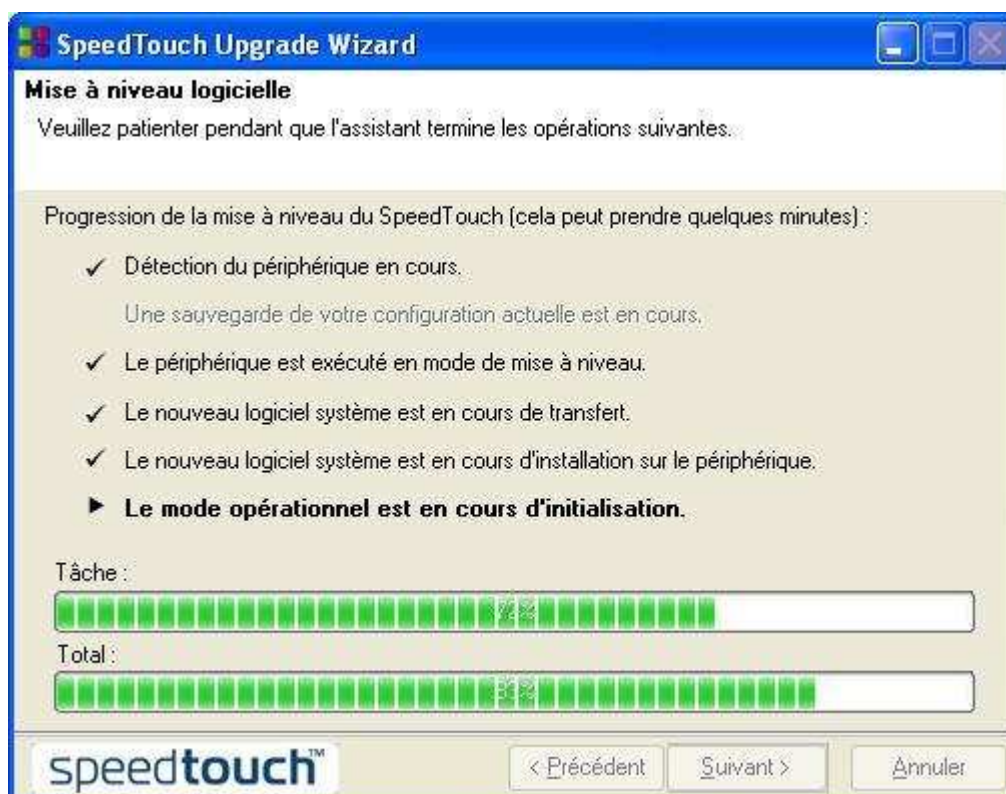 SpeedTouch Upgrade Wizard
Mise à niveau logicielle
Veuillez patienter pendant que l'assistant termine les opérations suivantes.
Progression de la mise à niveau du SpeedTouch (cela peut prendre quelques minutes) :
Détection du périphérique en cours.
Une sauvegarde de votre configuration actuelle est en cours.
Le périphérique est exécuté en mode de mise à niveau.
Le nouveau logiciel système est en cours de transfert.
Le nouveau logiciel système est en cours d'installation sur le périphérique.
Le mode opérationnel est en cours d'initialisation.
Tâche :
72%
Total :
speedtouch™
< Précédent
Suivant >
Annuler